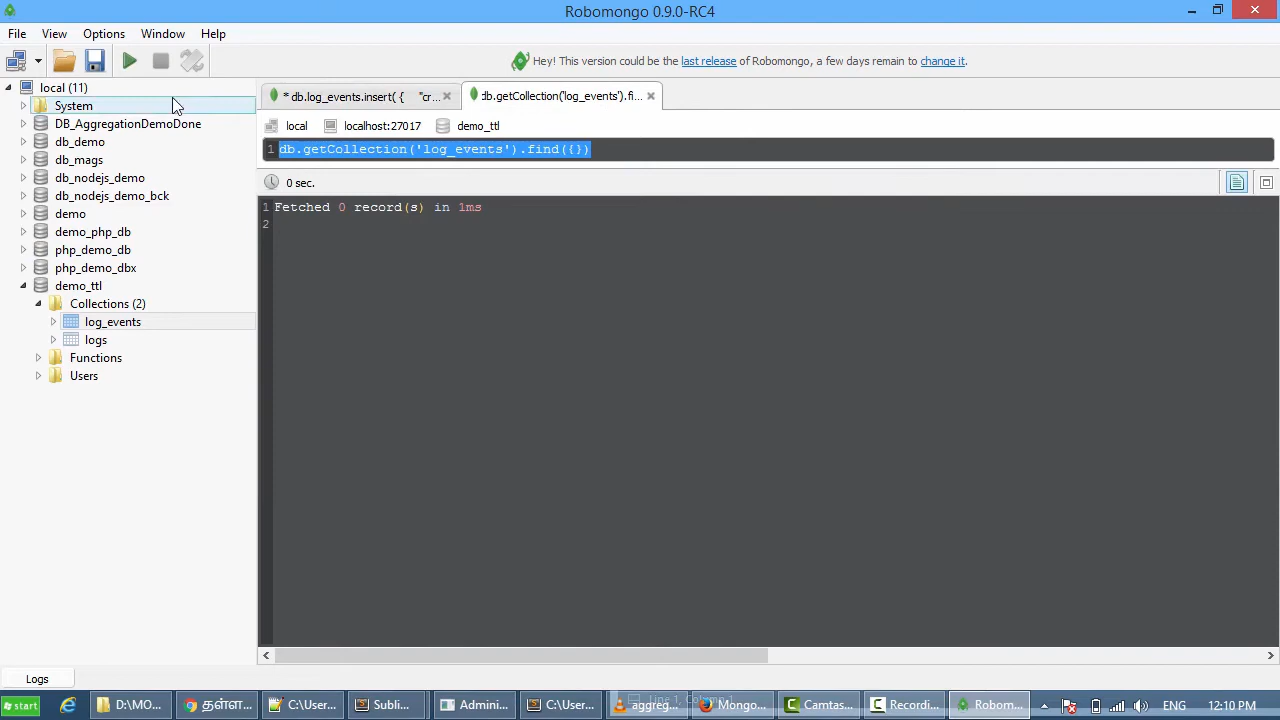 Robomongo 0.9.0-RC4
File View Options Window Help
Hey! This version could be the last release of Robomongo, a few days remain to change it.
local (11)
System
DB_AggregationDemoDone
db_demo
db_mags
db_nodejs_demo
db_nodejs_demo_bck
demo
demo_php_db
php_demo_db
php_demo_dbx
demo_ttl
Collections (2)
log_events
logs
Functions
Users
* db.log_events.insert( { "cr...
db.getCollection('log_events').fi...
local localhost:27017 demo_ttl
1 db.getCollection('log_events').find({})
0 sec.
1 Fetched 0 record(s) in 1ms
2
Logs
start D:\MO... C:\User... Subli... Admini... C:\User... aggreg... Mongo... Camtas... Recordi... Robom... ENG 12:10 PM